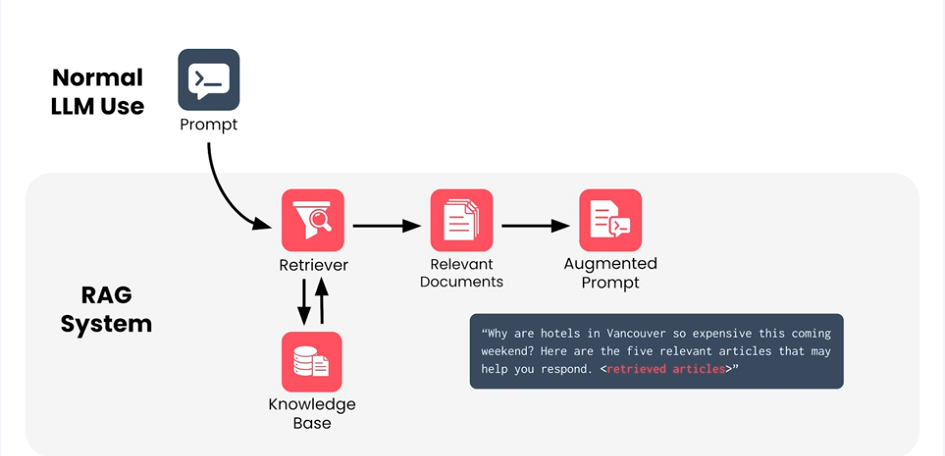 Normal
LLM Use
Prompt
Retriever
Relevant
Documents
Augmented
Prompt
RAG
System
“Why are hotels in Vancouver so expensive this coming
weekend? Here are the five relevant articles that may
help you respond. <retrieved articles>”
Knowledge
Base